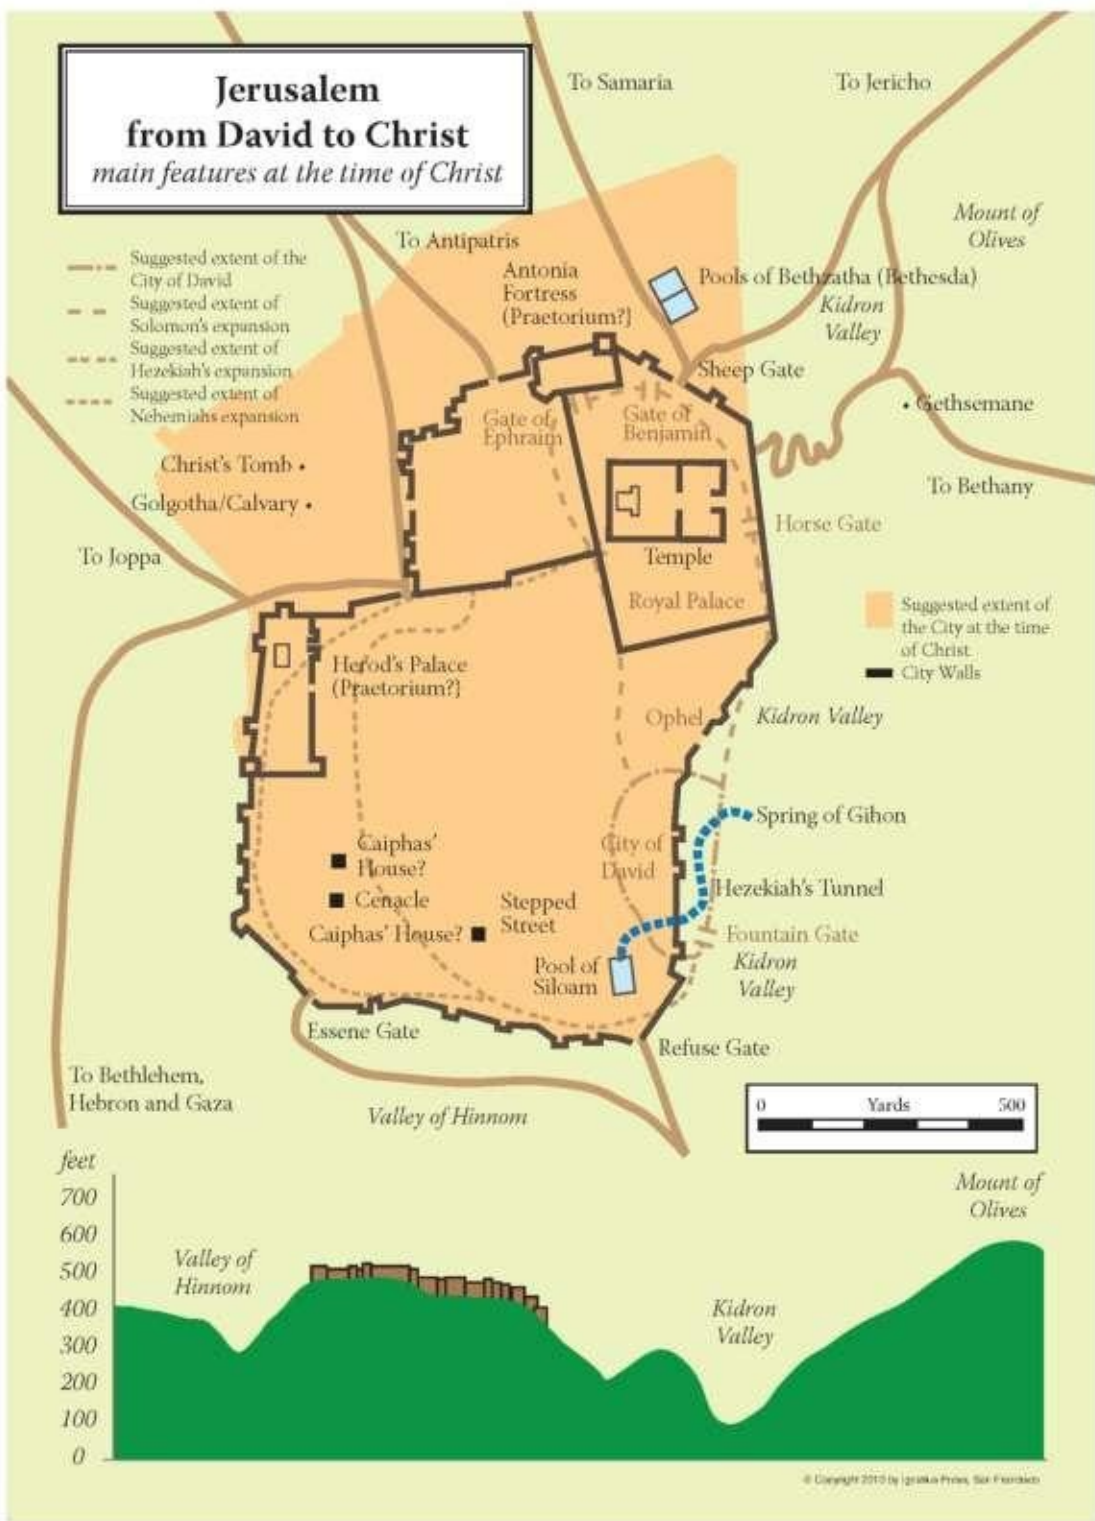 Jerusalem
from David to Christ
main features at the time of Christ
To Samaria
To Jericho
Mount of
Olives
To Antipatris
Suggested extent of the
City of David
Suggested extent of
Solomon's expansion
Suggested extent of
Hezekiah's expansion
Suggested extent of
Nehemiahs expansion
Antonia
Fortress
(Praetorium?)
Pools of Bethzatha (Bethesda)
Kidron
Valley
Sheep Gate
Gate of
Ephraim
Gate of
Benjamin
Gethsemane
Christ's Tomb
Golgotha/Calvary
To Bethany
Horse Gate
To Joppa
Temple
Royal Palace
Suggested extent of
the City at the time
of Christ
City Walls
Herod's Palace
(Praetorium?)
Ophel
Kidron Valley
Spring of Gihon
Caiphas'
House?
City of
David
Cenacle
Hezekiah's Tunnel
Stepped
Street
Caiphas' House?
Fountain Gate
Kidron
Valley
Pool of
Siloam
Essene Gate
Refuse Gate
To Bethlehem,
Hebron and Gaza
Valley of Hinnom
0 Yards 500
feet
700
600
500
400
300
200
100
0
Valley of
Hinnom
Kidron
Valley
Mount of
Olives
© Copyright 2010 by Ignatius Press, San Francisco